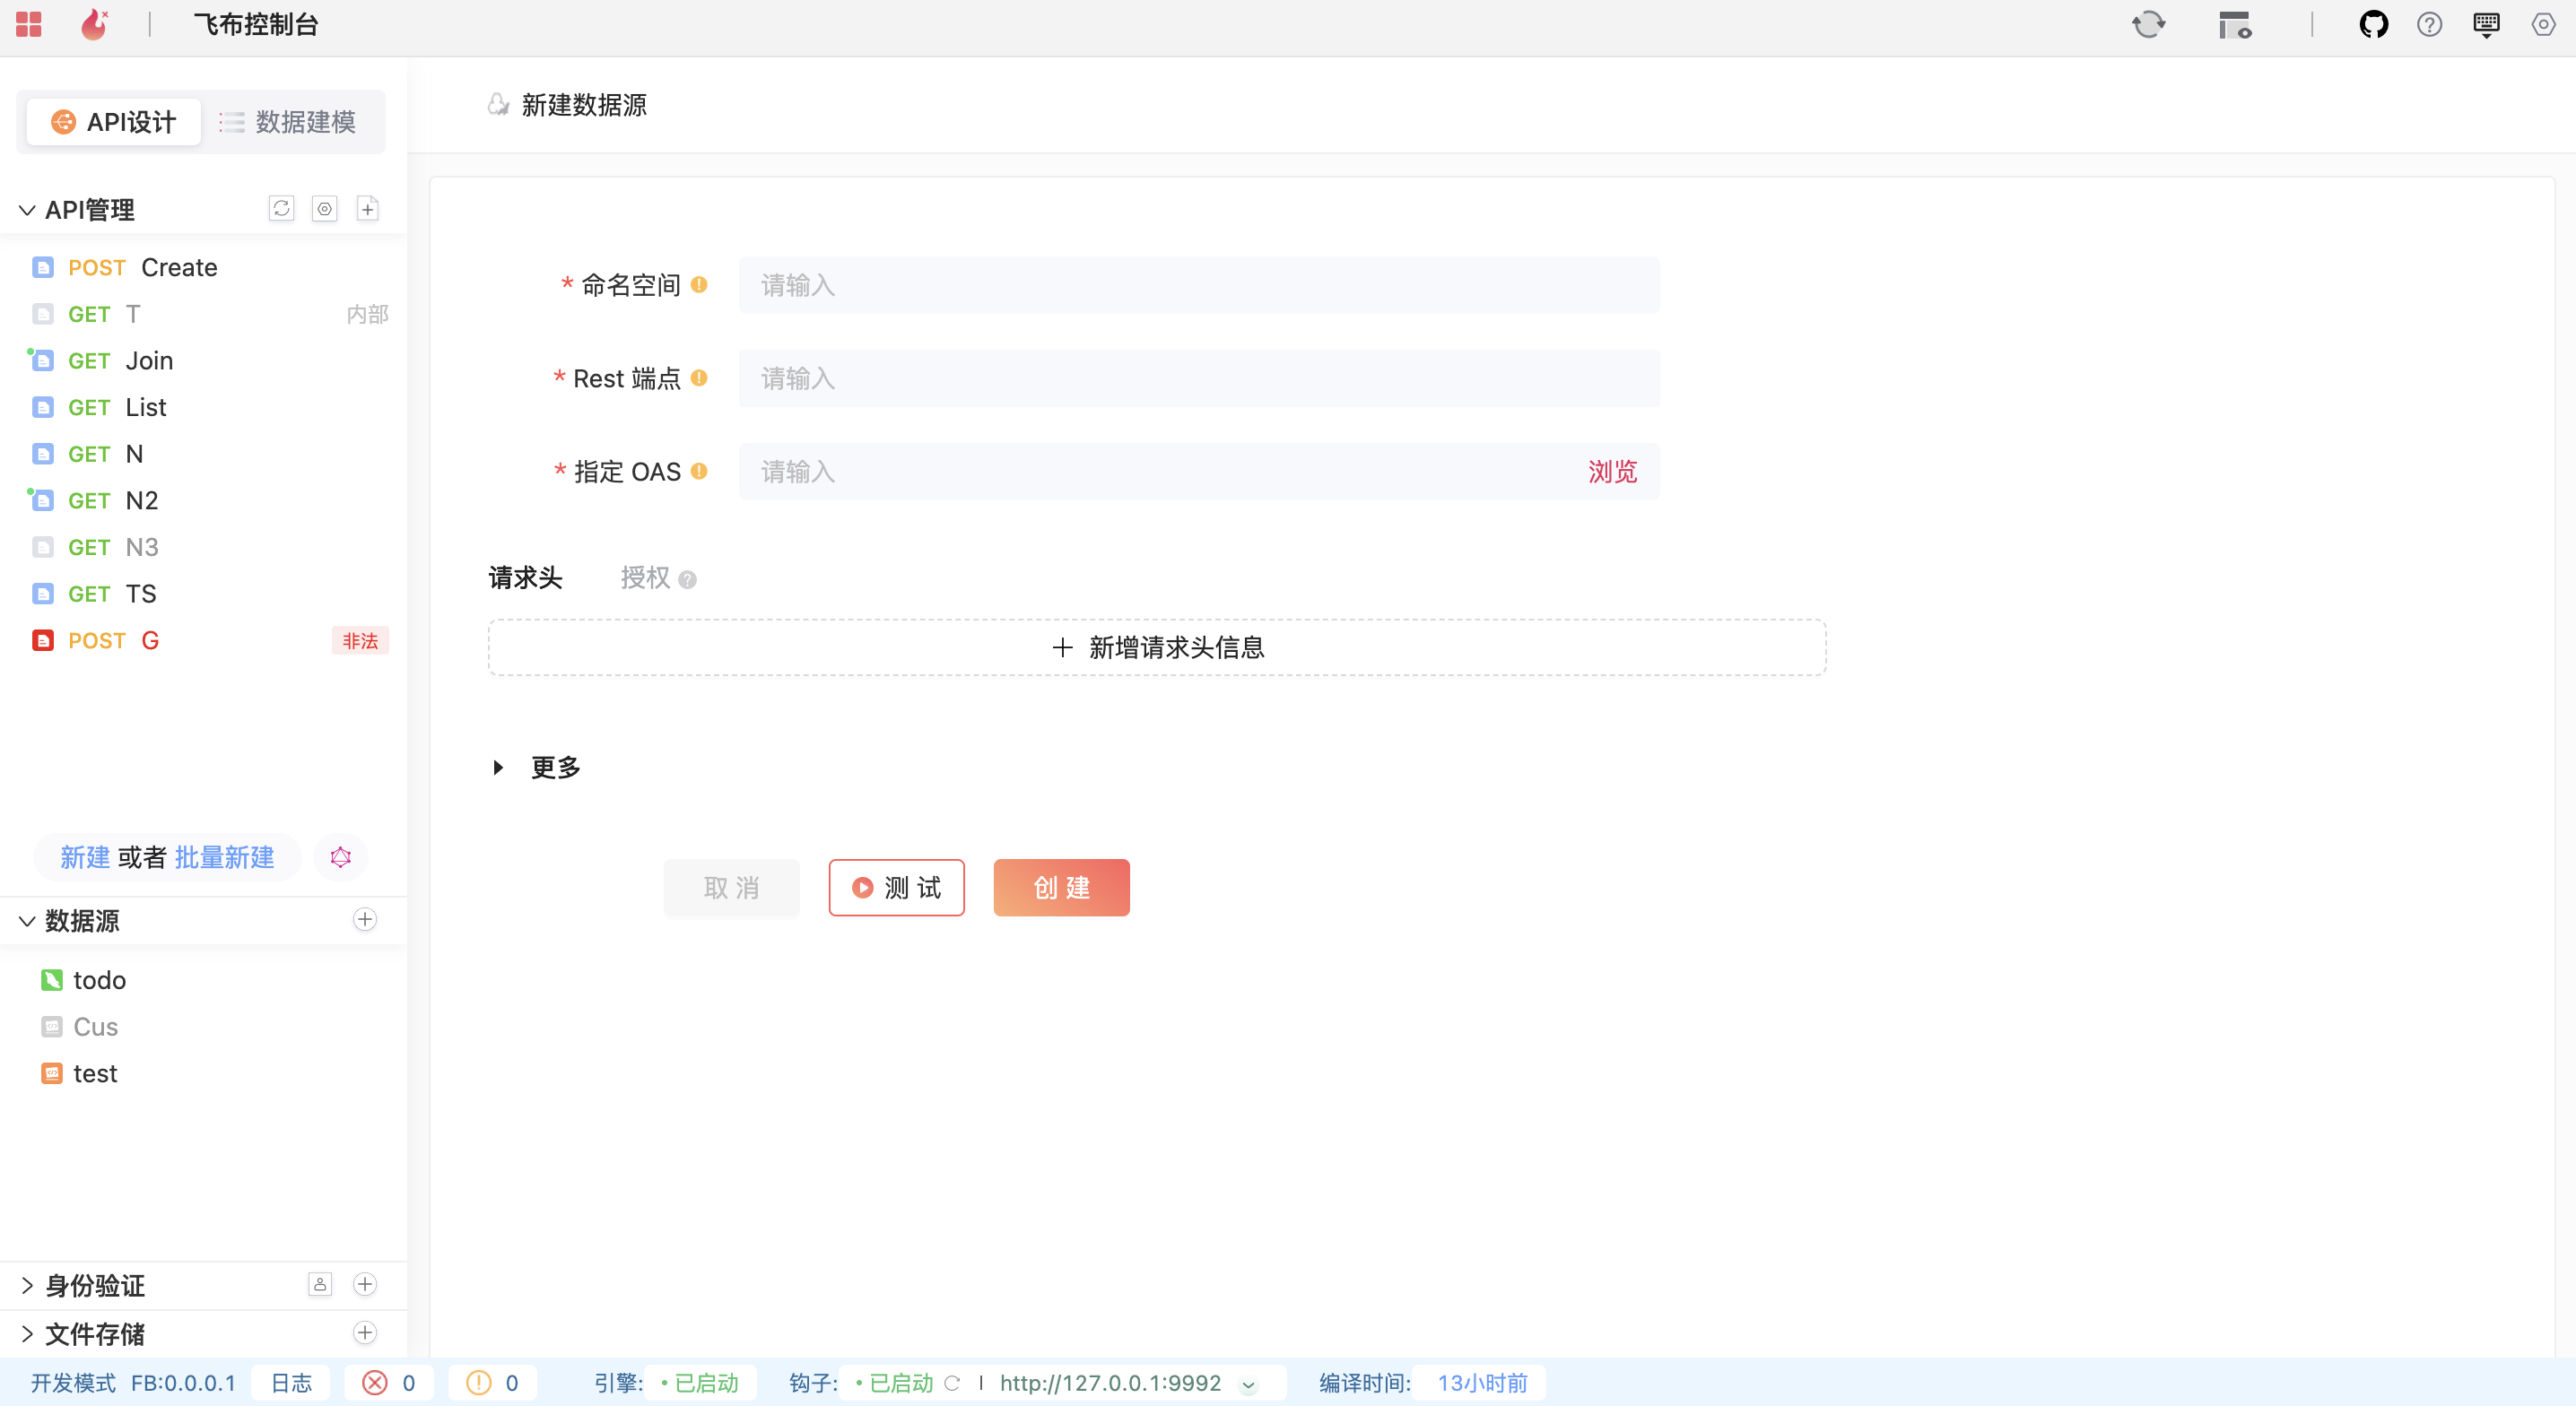 飞布控制台
API设计 数据建模
API管理
POST Create
GET T 内部
GET Join
GET List
GET N
GET N2
GET N3
GET TS
POST G 非法
新建 或者 批量新建
数据源
todo
Cus
test
身份验证
文件存储
新建数据源
* 命名空间 请输入
* Rest 端点 请输入
* 指定 OAS 请输入 浏览
请求头 授权
+ 新增请求头信息
更多
取 消 测 试 创 建
开发模式 FB:0.0.0.1 日志 0 0 引擎: • 已启动 钩子: • 已启动 | http://127.0.0.1:9992 编译时间: 13小时前